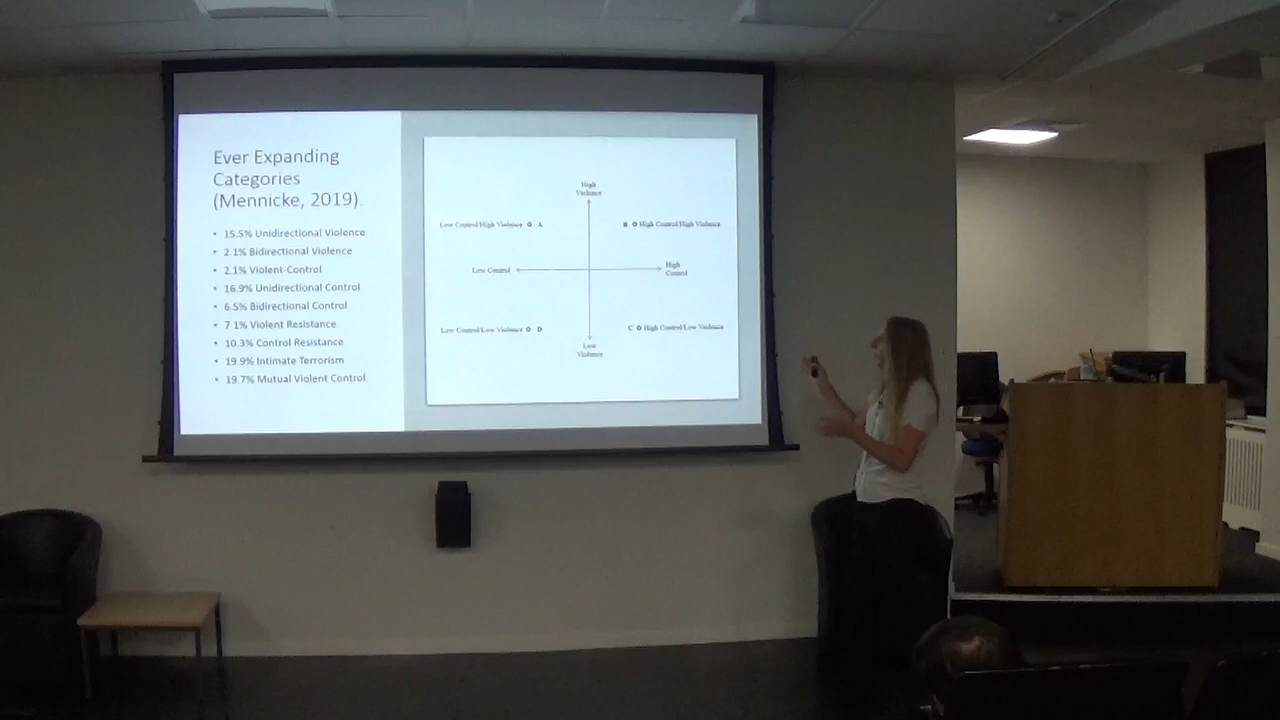 Ever Expanding
Categories
(Mennicke, 2019).
• 15.5% Unidirectional Violence
• 2.1% Bidirectional Violence
• 2.1% Violent-Control
• 16.9% Unidirectional Control
• 6.5% Bidirectional Control
• 7.1% Violent Resistance
• 10.3% Control Resistance
• 19.9% Intimate Terrorism
• 19.7% Mutual Violent Control.
High
Violence
Low Control/High Violence A
B High Control/High Violence
Low Control
High
Control
Low Control/Low Violence D
C High Control/Low Violence
Low
Violence